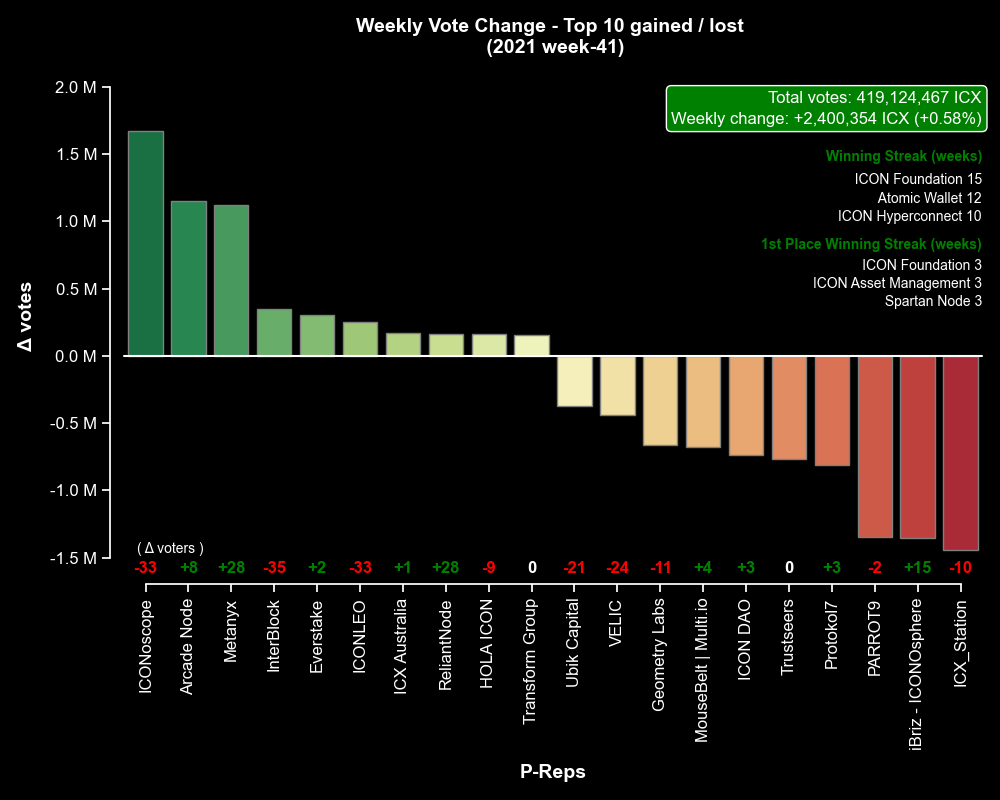 Weekly Vote Change - Top 10 gained / lost
(2021 week-41)
Total votes: 419,124,467 ICX
Weekly change: +2,400,354 ICX (+0.58%)
Winning Streak (weeks)
ICON Foundation 15
Atomic Wallet 12
ICON Hyperconnect 10
1st Place Winning Streak (weeks)
ICON Foundation 3
ICON Asset Management 3
Spartan Node 3
Δ votes
2.0 M
1.5 M
1.0 M
0.5 M
0.0 M
-0.5 M
-1.0 M
-1.5 M
( Δ voters )
-33 +8 +28 -35 +2 -33 +1 +28 -9 0 -21 -24 -11 +4 +3 0 +3 -2 +15 -10
ICONoscope
Arcade Node
Metanyx
InterBlock
Everstake
ICONLEO
ICX Australia
ReliantNode
HOLA ICON
Transform Group
Ubik Capital
VELIC
Geometry Labs
MouseBelt | Multi.io
ICON DAO
Trustseers
Protokol7
PARROT9
iBriz - ICONOsphere
ICX_Station
P-Reps